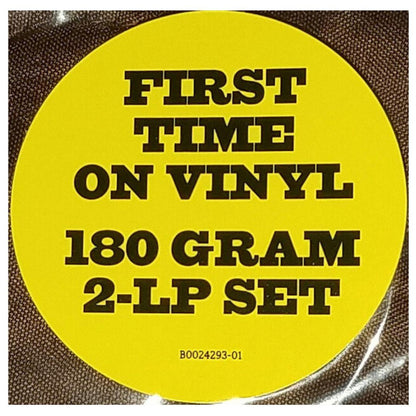 FIRST
TIME
ON VINYL
180 GRAM
2-LP SET
B0024293-01